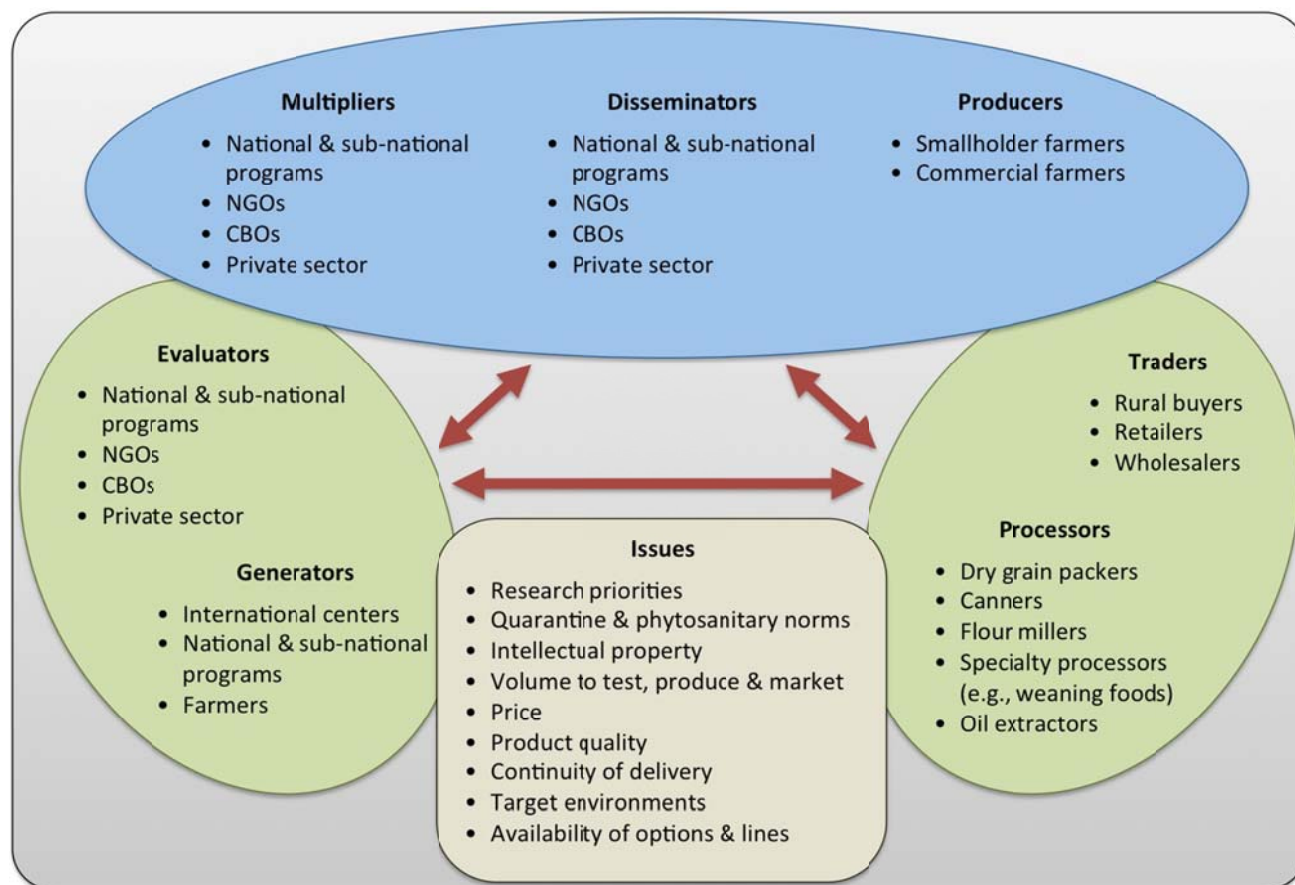 Multipliers
• National & sub-national
programs
• NGOs
• CBOs
• Private sector
Disseminators
• National & sub-national
programs
• NGOs
• CBOs
• Private sector
Producers
• Smallholder farmers
• Commercial farmers
Evaluators
• National & sub-national
programs
• NGOs
• CBOs
• Private sector
Generators
• International centers
• National & sub-national
programs
• Farmers
Issues
• Research priorities
• Quarantine & phytosanitary norms
• Intellectual property
• Volume to test, produce & market
• Price
• Product quality
• Continuity of delivery
• Target environments
• Availability of options & lines
Traders
• Rural buyers
• Retailers
• Wholesalers
Processors
• Dry grain packers
• Canners
• Flour millers
• Specialty processors
(e.g., weaning foods)
• Oil extractors